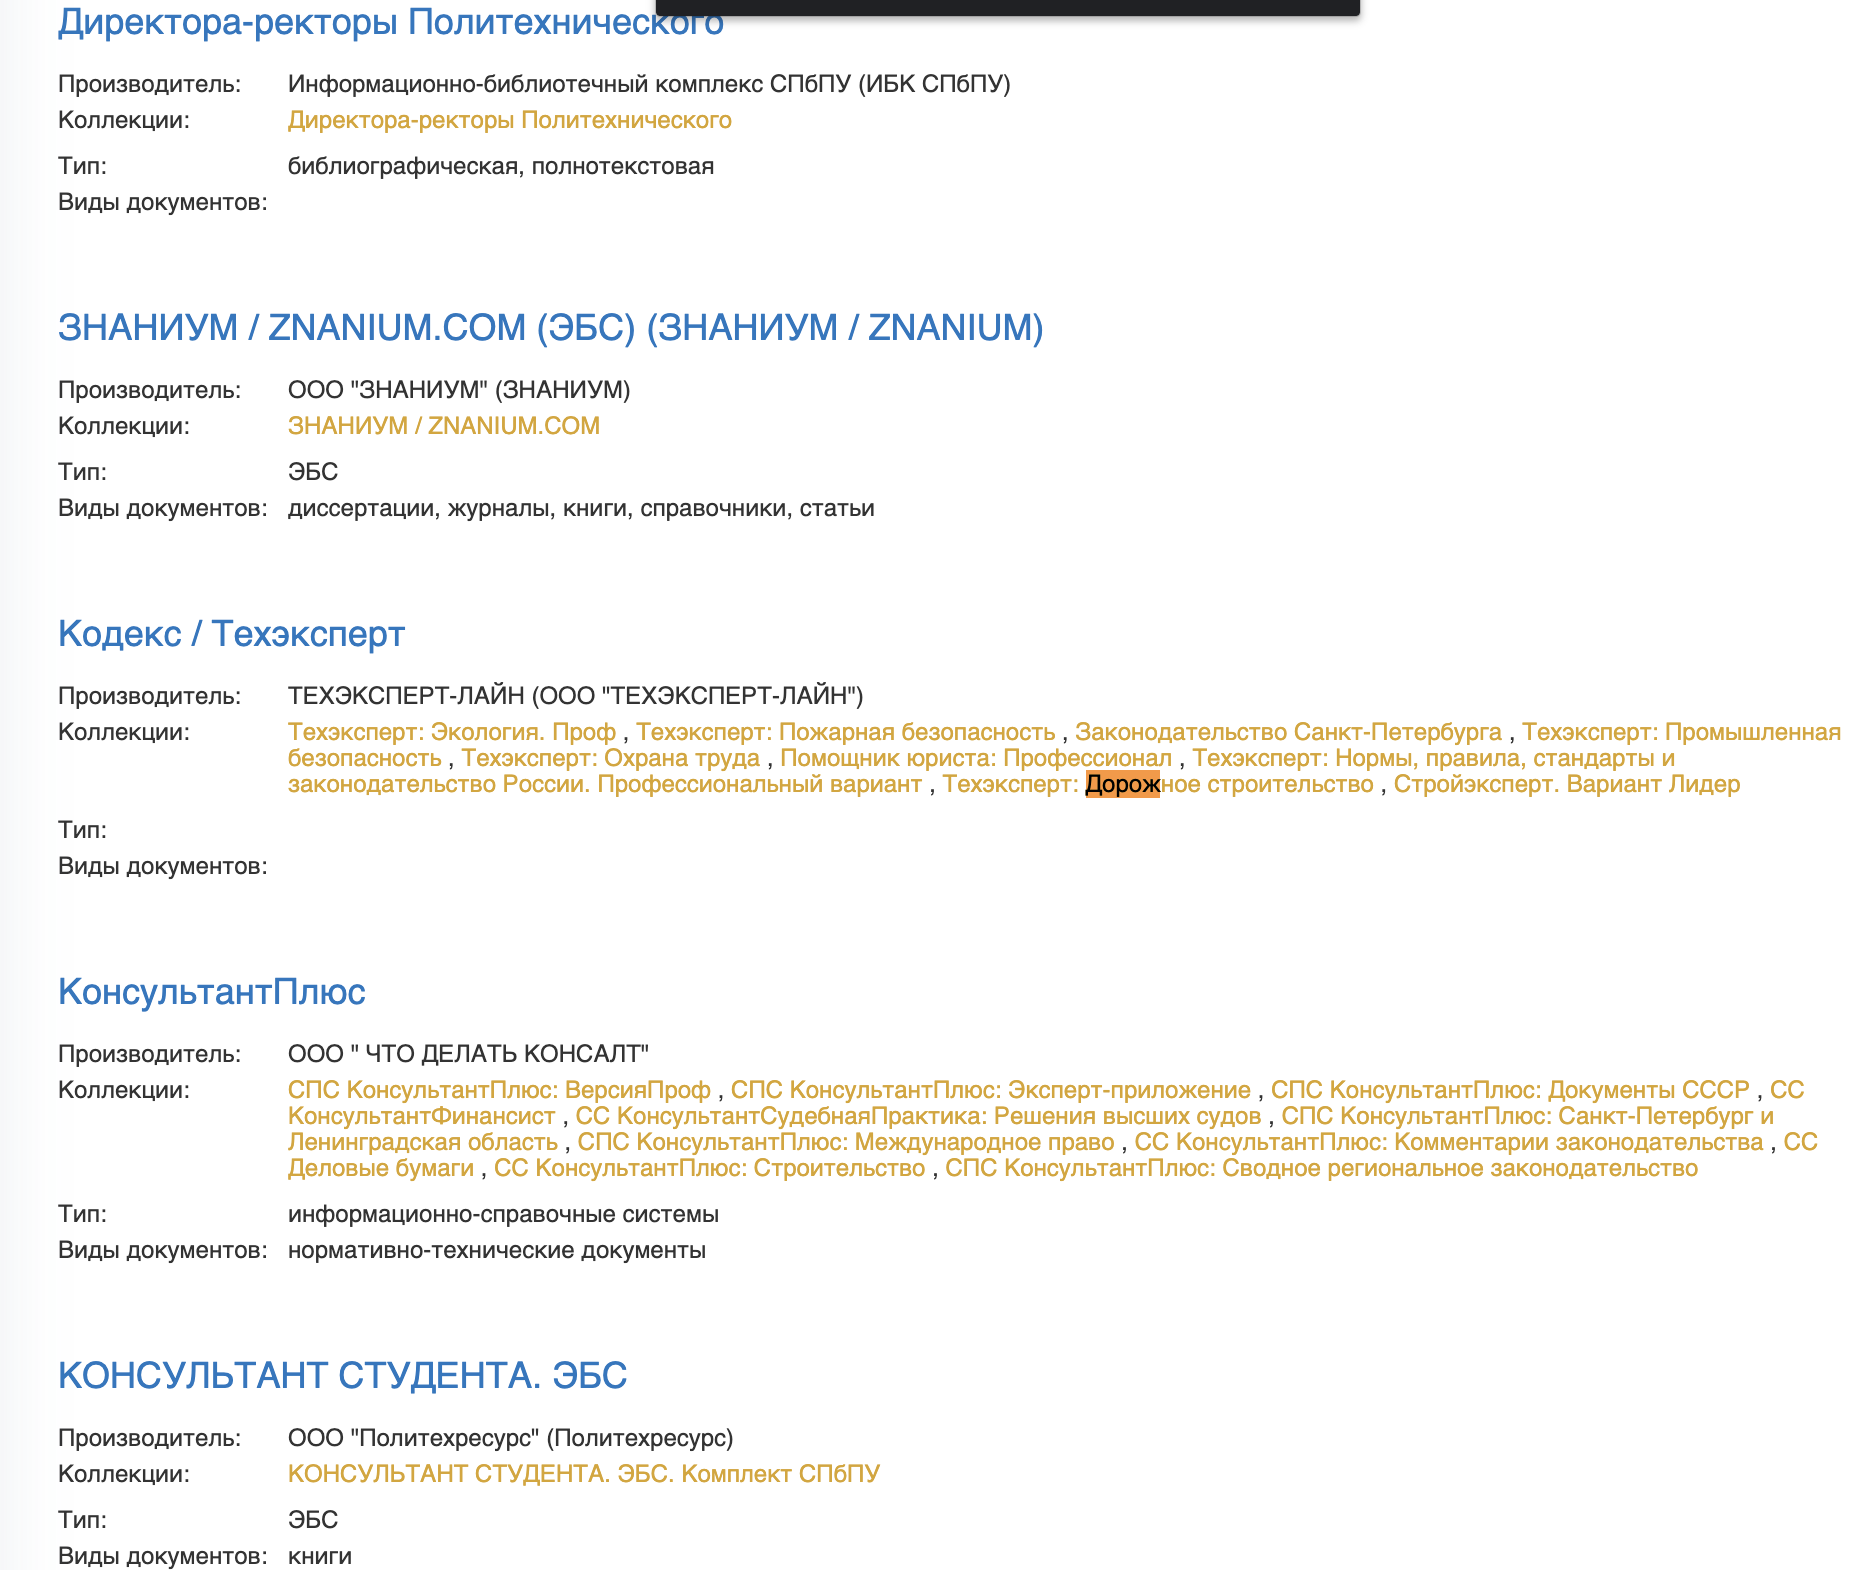 Директора-ректоры Политехнического
Производитель: Информационно-библиотечный комплекс СПбПУ (ИБК СПбПУ)
Коллекции: Директора-ректоры Политехнического
Тип: библиографическая, полнотекстовая
Виды документов:
ЗНАНИУМ / ZNANIUM.COM (ЭБС) (ЗНАНИУМ / ZNANIUM)
Производитель: ООО "ЗНАНИУМ" (ЗНАНИУМ)
Коллекции: ЗНАНИУМ / ZNANIUM.COM
Тип: ЭБС
Виды документов: диссертации, журналы, книги, справочники, статьи
Кодекс / Техэксперт
Производитель: ТЕХЭКСПЕРТ-ЛАЙН (ООО "ТЕХЭКСПЕРТ-ЛАЙН")
Коллекции: Техэксперт: Экология. Проф , Техэксперт: Пожарная безопасность , Законодательство Санкт-Петербурга , Техэксперт: Промышленная
безопасность , Техэксперт: Охрана труда , Помощник юриста: Профессионал , Техэксперт: Нормы, правила, стандарты и
законодательство России. Профессиональный вариант , Техэксперт: Дорожное строительство , Стройэксперт. Вариант Лидер
Тип:
Виды документов:
КонсультантПлюс
Производитель: ООО " ЧТО ДЕЛАТЬ КОНСАЛТ"
Коллекции: СПС КонсультантПлюс: ВерсияПроф , СПС КонсультантПлюс: Эксперт-приложение , СПС КонсультантПлюс: Документы СССР , СС
КонсультантФинансист , СС КонсультантСудебнаяПрактика: Решения высших судов , СПС КонсультантПлюс: Санкт-Петербург и
Ленинградская область , СПС КонсультантПлюс: Международное право , СС КонсультантПлюс: Комментарии законодательства , СС
Деловые бумаги , СС КонсультантПлюс: Строительство , СПС КонсультантПлюс: Сводное региональное законодательство
Тип: информационно-справочные системы
Виды документов: нормативно-технические документы
КОНСУЛЬТАНТ СТУДЕНТА. ЭБС
Производитель: ООО "Политехресурс" (Политехресурс)
Коллекции: КОНСУЛЬТАНТ СТУДЕНТА. ЭБС. Комплект СПбПУ
Тип: ЭБС
Виды документов: книги